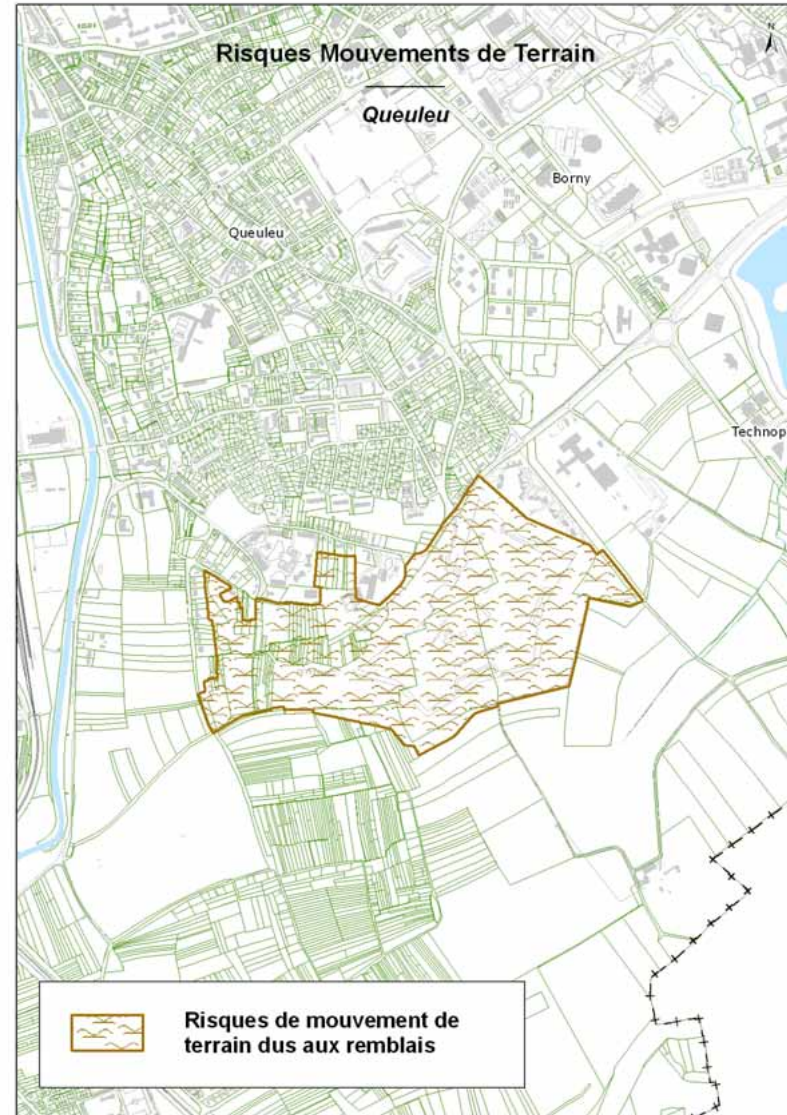 Risques Mouvements de Terrain
N
Queuleu
Borny
Queuleu
Technop
Risques de mouvement de
terrain dus aux remblais